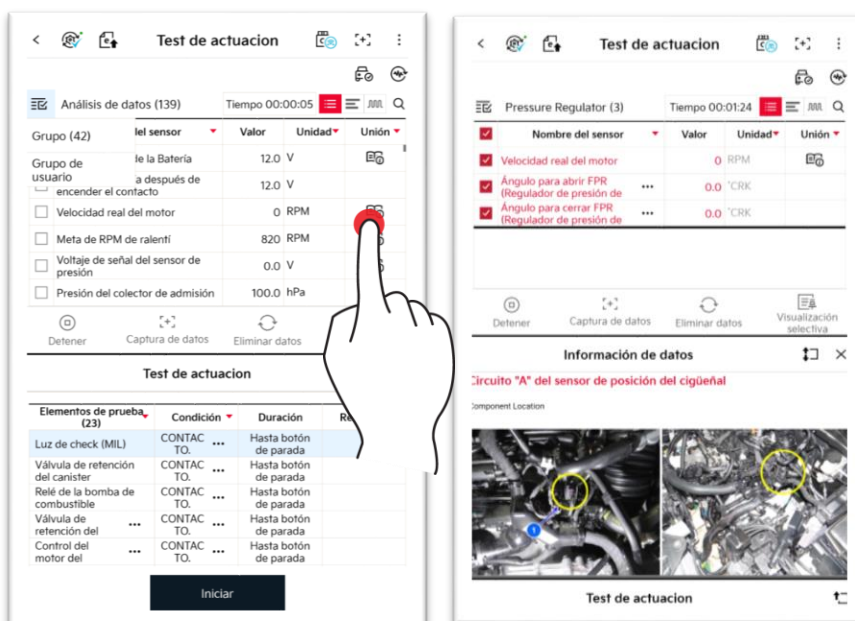 Test de actuacion
Análisis de datos (139)
Tiempo 00:00:05
Grupo (42)
Grupo de
usuario
del sensor
Valor
Unidad
Unión
de la Batería
12.0 V
a después de
encender el contacto
12.0 V
Velocidad real del motor
0 RPM
Meta de RPM de ralentí
820 RPM
Voltaje de señal del sensor de
presión
0.0 V
Presión del colector de admisión
100.0 hPa
Detener
Captura de datos
Eliminar datos
Test de actuacion
Elementos de prueba
(23)
Condición
Duración
Luz de check (MIL)
CONTAC ...
TO.
Hasta botón
de parada
Válvula de retención
del canister
CONTAC ...
TO.
Hasta botón
de parada
Relé de la bomba de
combustible
CONTAC ...
TO.
Hasta botón
de parada
Válvula de ...
retención del
CONTAC ...
TO.
Hasta botón
de parada
Control del ...
motor del
CONTAC ...
TO.
Hasta botón
de parada
Iniciar
Test de actuacion
Pressure Regulator (3)
Tiempo 00:01:24
Nombre del sensor
Valor
Unidad
Unión
Velocidad real del motor
0 RPM
Ángulo para abrir FPR
(Regulador de presión de ...
0.0 °CRK
Ángulo para cerrar FPR
(Regulador de presión de ...
0.0 °CRK
Detener
Captura de datos
Eliminar datos
Visualización
selectiva
Información de datos
Circuito "A" del sensor de posición del cigüeñal
Component Location
1
Test de actuacion